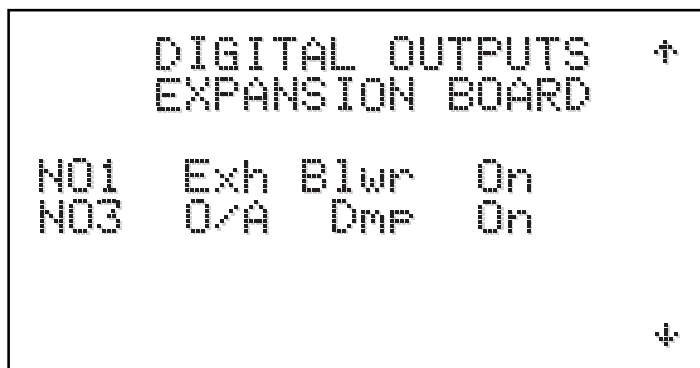 DIGITAL OUTPUTS ↑
EXPANSION BOARD
NO1 Exh Blwr On
NO3 O/A Dmp On
↓